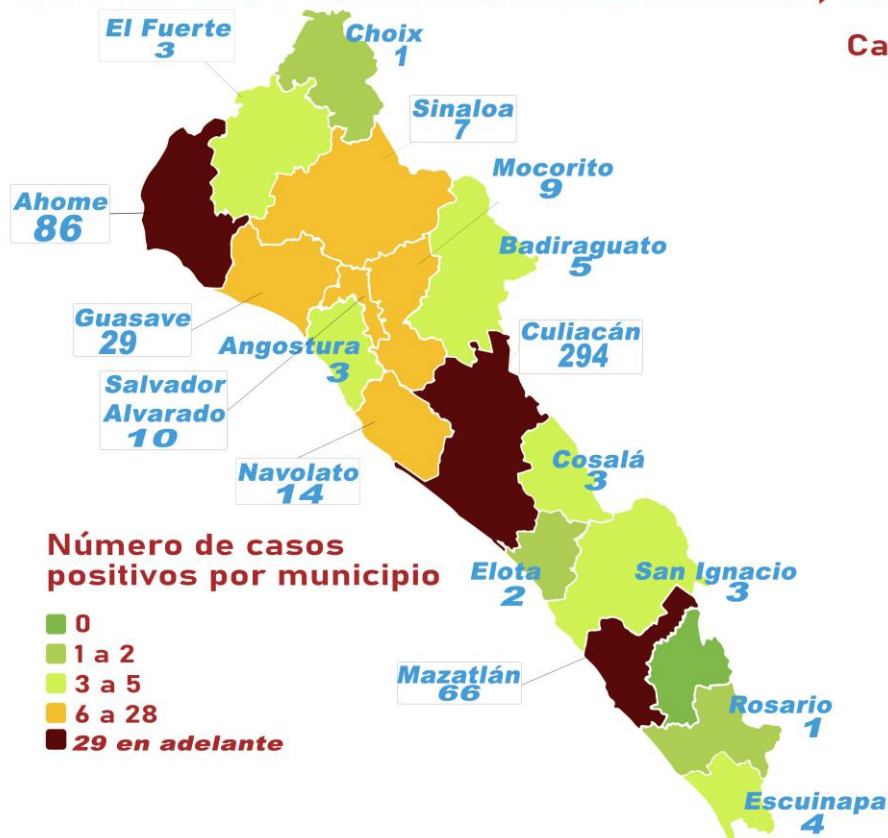 El Fuerte
3
Choix
1
Ca
Sinaloa
7
Mocorito
9
Ahome
86
Badiraguato
5
Guasave
29
Angostura
3
Culiacán
294
Salvador
Alvarado
10
Navolato
14
Cosalá
3
Número de casos
positivos por municipio
Elota
2
San Ignacio
3
0
1 a 2
3 a 5
6 a 28
29 en adelante
Mazatlán
66
Rosario
1
Escuinapa
4